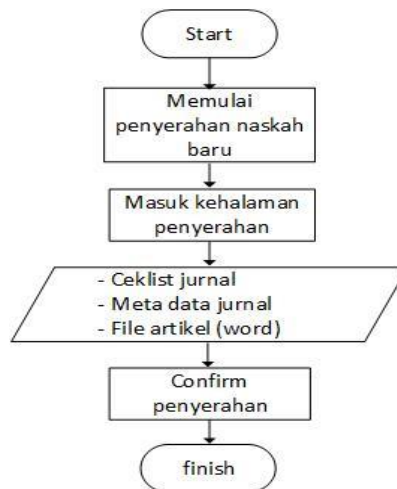 Start
Memulai
penyerahan naskah
baru
Masuk kehalaman
penyerahan
- Ceklist jurnal
- Meta data jurnal
- File artikel (word)
Confirm
penyerahan
finish